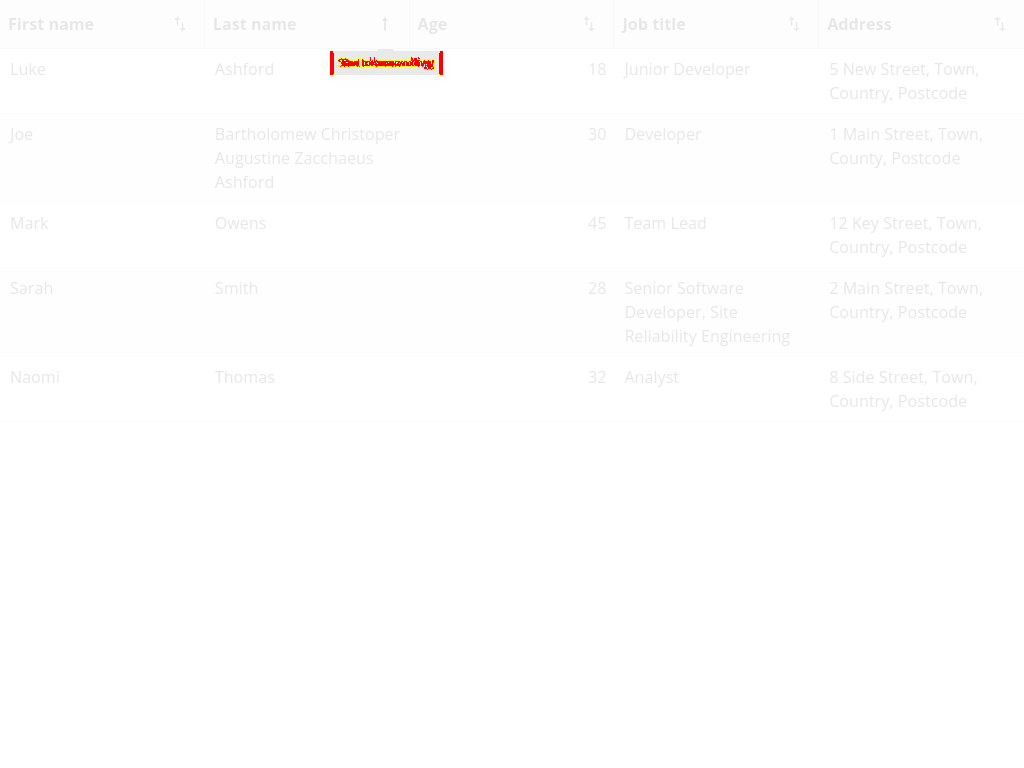 First name Last name Age Job title Address
Luke Ashford 18 Junior Developer 5 New Street, Town,
Country, Postcode
Joe Bartholomew Christoper 30 Developer 1 Main Street, Town,
Augustine Zacchaeus County, Postcode
Ashford
Mark Owens 45 Team Lead 12 Key Street, Town,
Country, Postcode
Sarah Smith 28 Senior Software 2 Main Street, Town,
Developer, Site Country, Postcode
Reliability Engineering
Naomi Thomas 32 Analyst 8 Side Street, Town,
Country, Postcode